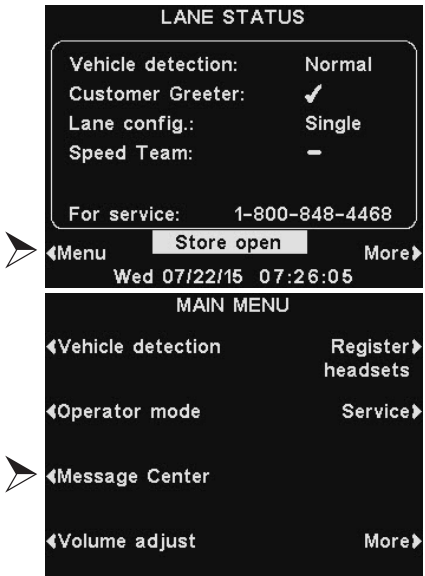 LANE STATUS
Vehicle detection: Normal
Customer Greeter: ✓
Lane config.: Single
Speed Team: –
For service: 1-800-848-4468
Menu Store open More
Wed 07/22/15 07:26:05
MAIN MENU
Vehicle detection Register
headsets
Operator mode Service
Message Center
Volume adjust More